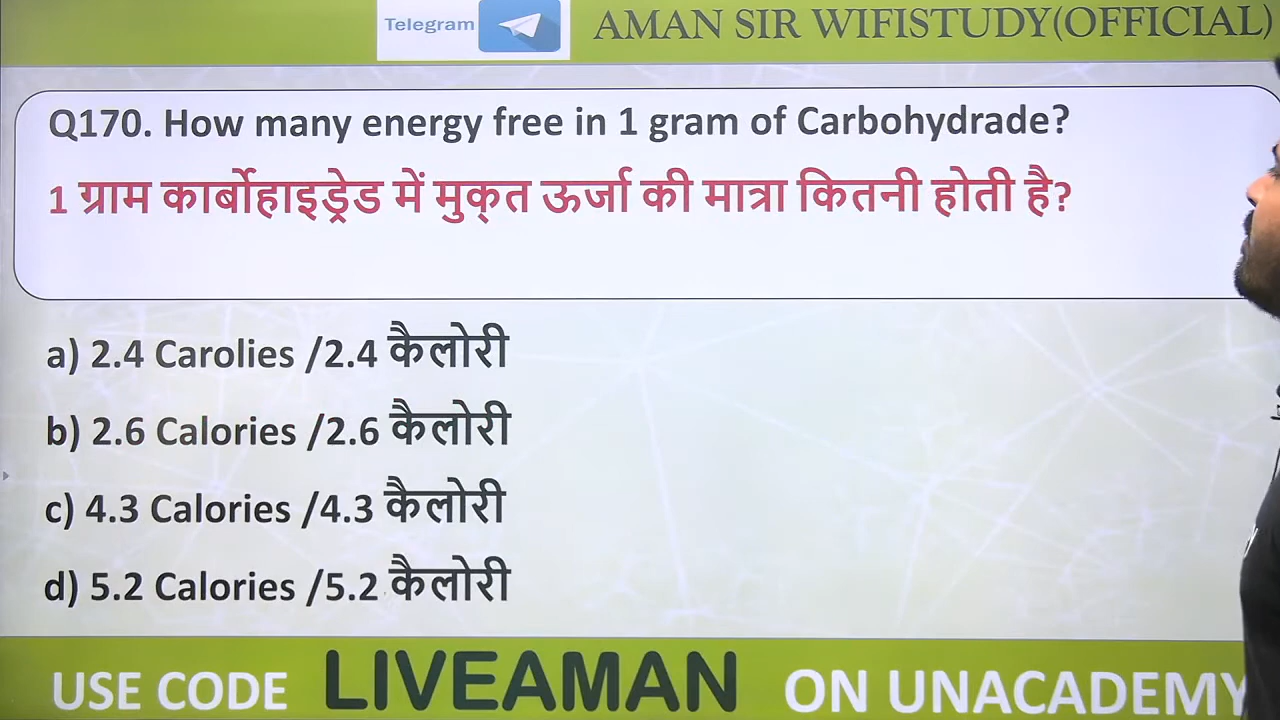 Telegram
AMAN SIR WIFISTUDY(OFFICIAL)
Q170. How many energy free in 1 gram of Carbohydrade?
1 ग्राम कार्बोहाइड्रेड में मुक्‌त ऊर्जा की मात्रा कितनी होती है?
a) 2.4 Carolies /2.4 कैलोरी
b) 2.6 Calories /2.6 कैलोरी
c) 4.3 Calories /4.3 कैलोरी
d) 5.2 Calories /5.2 कैलोरी
USE CODE LIVEAMAN ON UNACADEMY